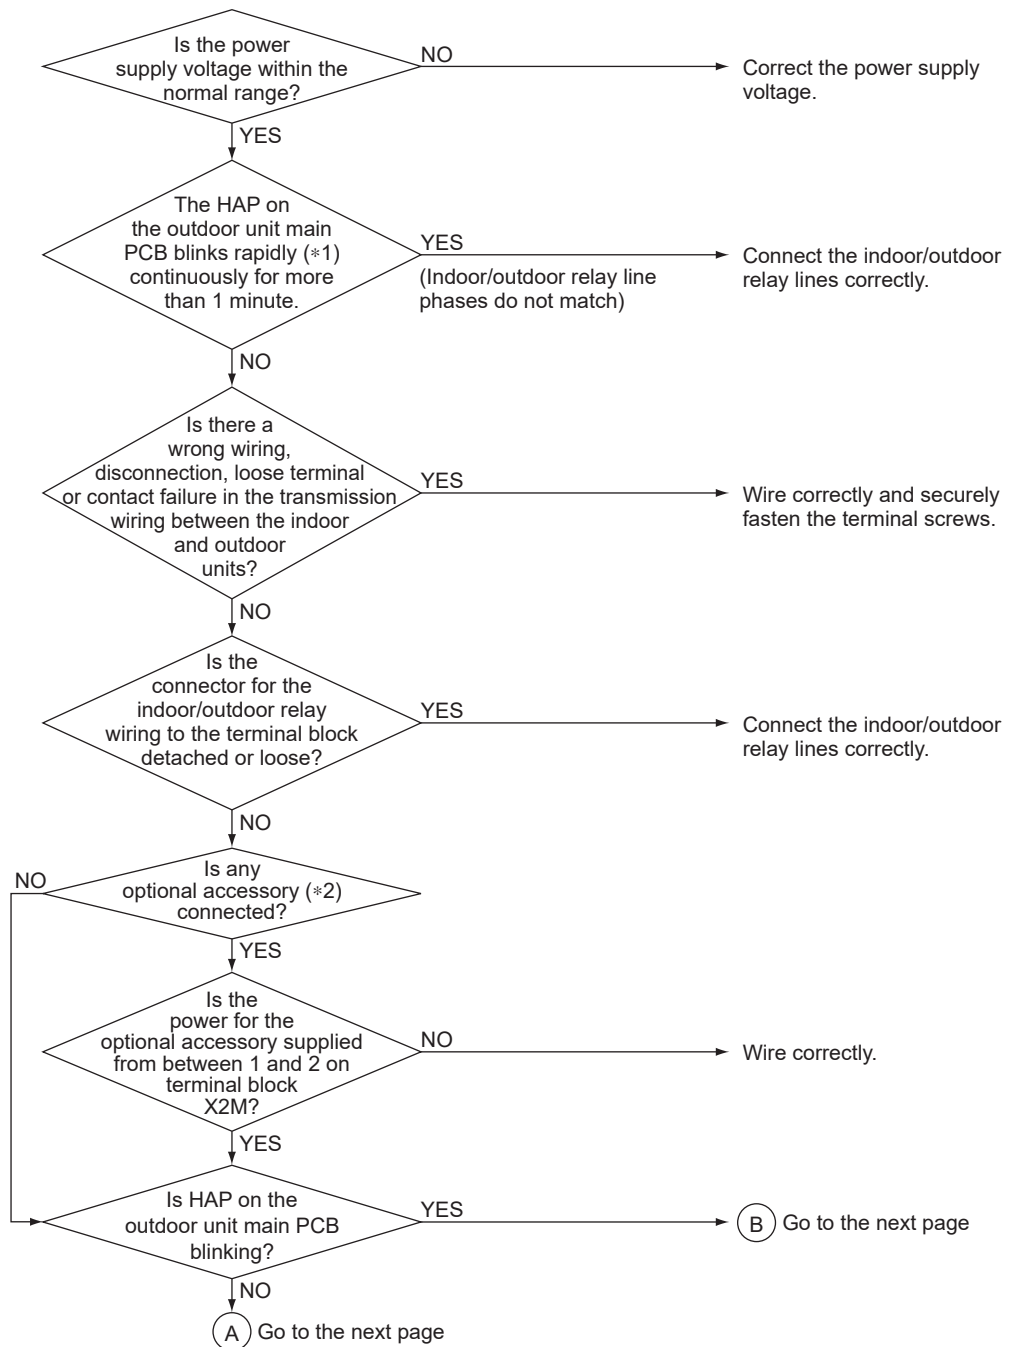 Is the power
supply voltage within the
normal range?
NO
Correct the power supply
voltage.
YES
The HAP on
the outdoor unit main
PCB blinks rapidly (*1)
continuously for more
than 1 minute.
YES
(Indoor/outdoor relay line
phases do not match)
Connect the indoor/outdoor
relay lines correctly.
NO
Is there a
wrong wiring,
disconnection, loose terminal
or contact failure in the transmission
wiring between the indoor
and outdoor
units?
YES
Wire correctly and securely
fasten the terminal screws.
NO
Is the
connector for the
indoor/outdoor relay
wiring to the terminal block
detached or loose?
YES
Connect the indoor/outdoor
relay lines correctly.
NO
Is any
optional accessory (*2)
connected?
NO
YES
Is the
power for the
optional accessory supplied
from between 1 and 2 on
terminal block
X2M?
NO
Wire correctly.
YES
Is HAP on the
outdoor unit main PCB
blinking?
YES
B Go to the next page
NO
A Go to the next page